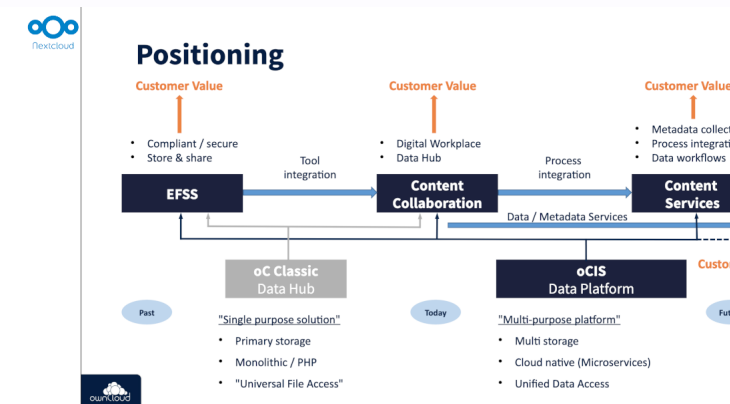 nextcloud
Positioning
Customer Value
Customer Value
Customer Value
• Compliant / secure
• Store & share
• Digital Workplace
• Data Hub
• Metadata collect
• Process integrati
• Data workflows
Tool
integration
Process
integration
EFSS
Content
Collaboration
Content
Services
Data / Metadata Services
oC Classic
Data Hub
oCIS
Data Platform
Custo
Past
Today
Fut
"Single purpose solution"
• Primary storage
• Monolithic / PHP
• "Universal File Access"
"Multi-purpose platform"
• Multi storage
• Cloud native (Microservices)
• Unified Data Access
ownCloud